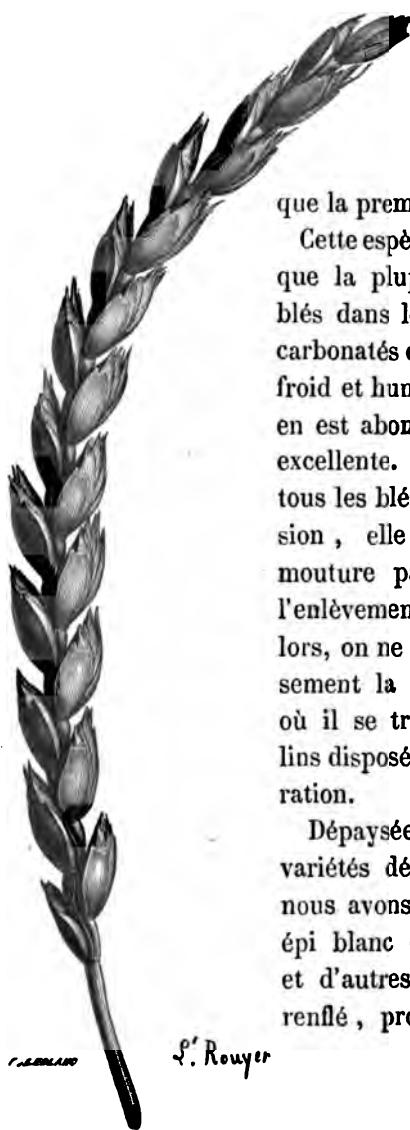 que la prem
Cette espè
que la plu
blés dans l
carbonatés
froid et hun
en est abon
excellente.
tous les blé
sion , elle
mouture pa
l'enlèvemen
lors, on ne
sement la
où il se tr
lins disposé
ration.
Dépaysée
variétés dé
nous avons
épi blanc
et d'autres
renflé , pro
L. Rouyer